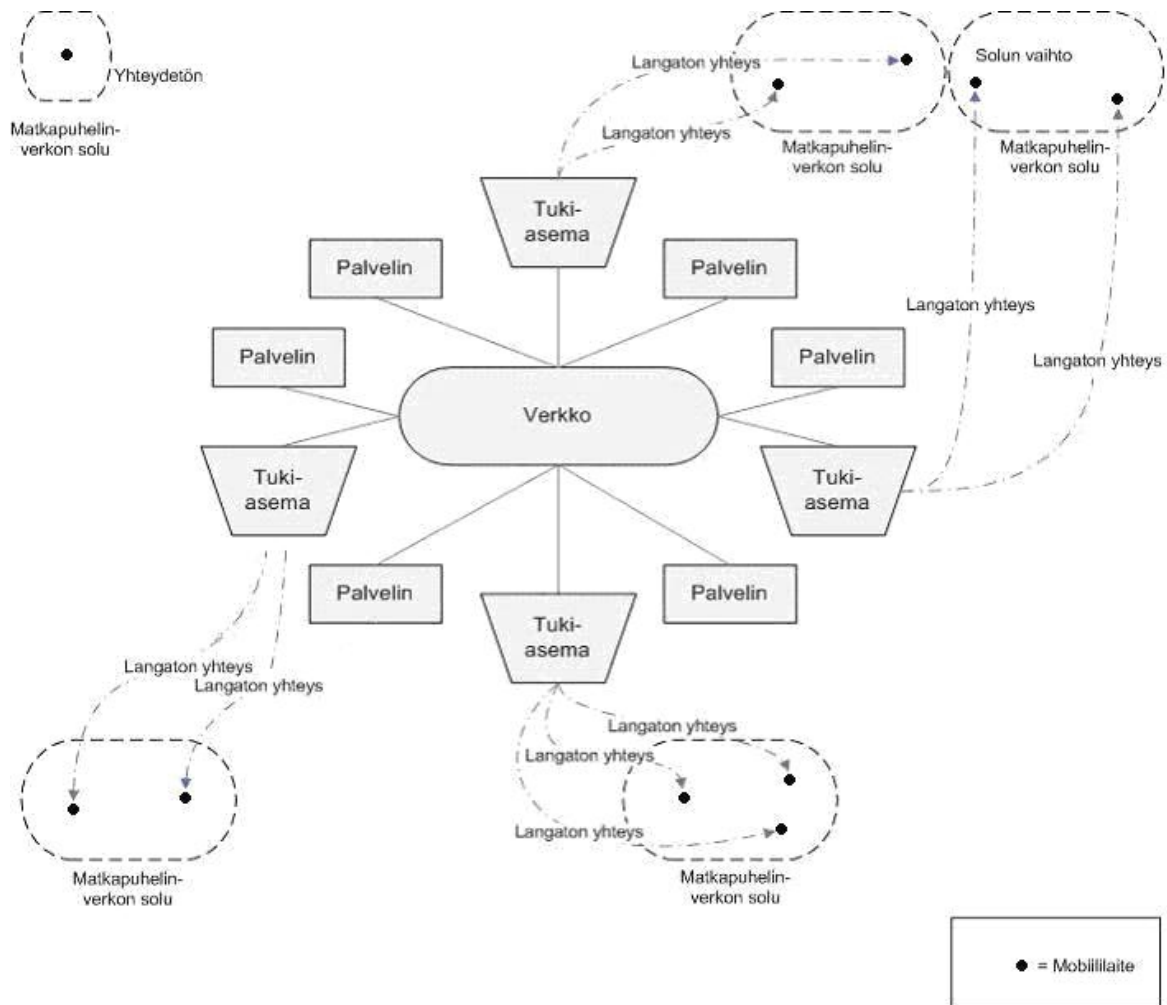 Yhteydetön
Matkapuhelin-
verkon solu
Langaton yhteys
Langaton yhteys
Matkapuhelin-
verkon solu
Solun vaihto
Matkapuhelin-
verkon solu
Tuki-
asema
Palvelin
Palvelin
Palvelin
Palvelin
Langaton yhteys
Langaton yhteys
Verkko
Tuki-
asema
Tuki-
asema
Palvelin
Palvelin
Tuki-
asema
Langaton yhteys
Langaton yhteys
Matkapuhelin-
verkon solu
Langaton yhteys
Langaton yhteys
Langaton yhteys
Matkapuhelin-
verkon solu
= Mobiililaite